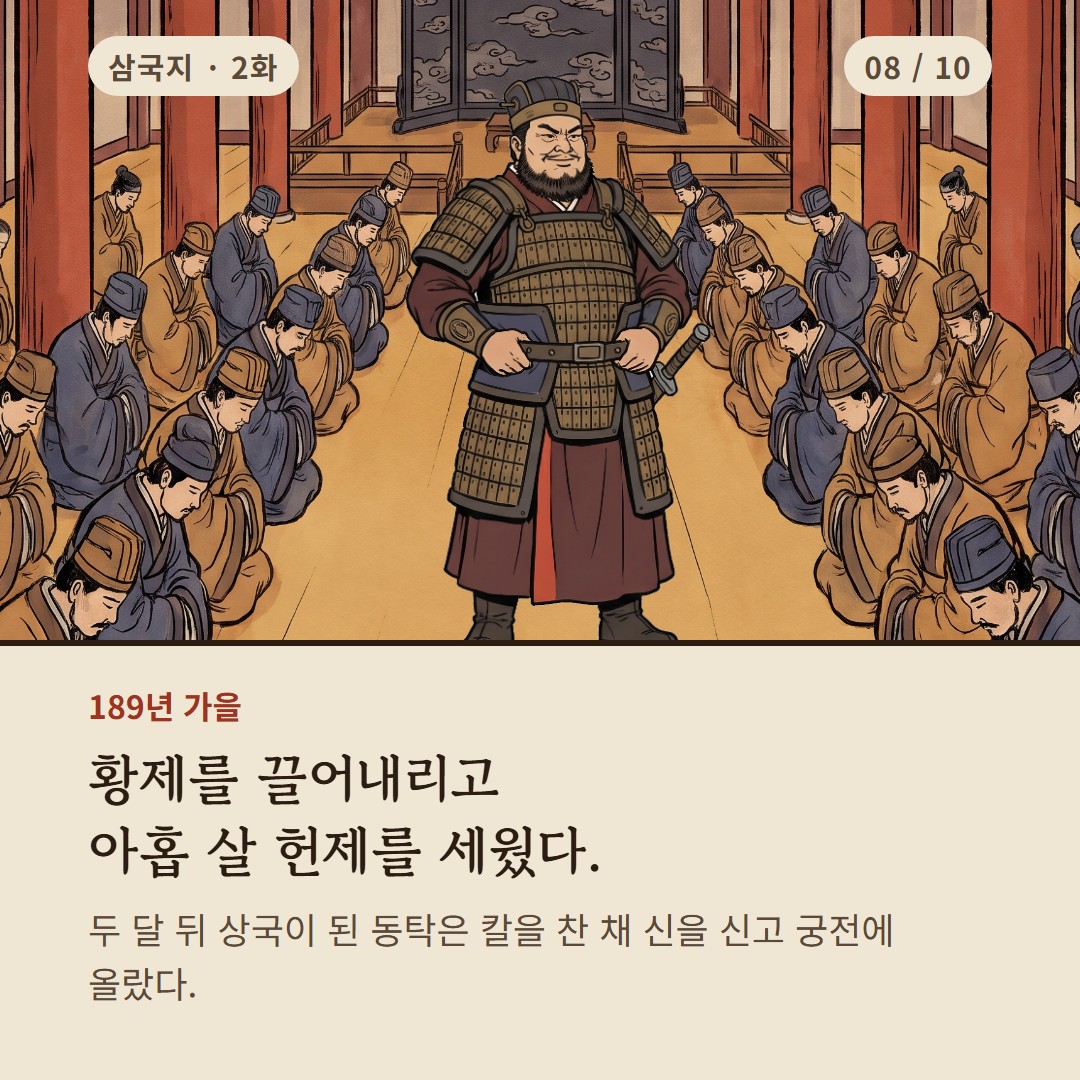 삼국지 · 2화
08 / 10
189년 가을
황제를 끌어내리고
아홉 살 헌제를 세웠다.
두 달 뒤 상국이 된 동탁은 칼을 찬 채 신을 신고 궁전에
올랐다.